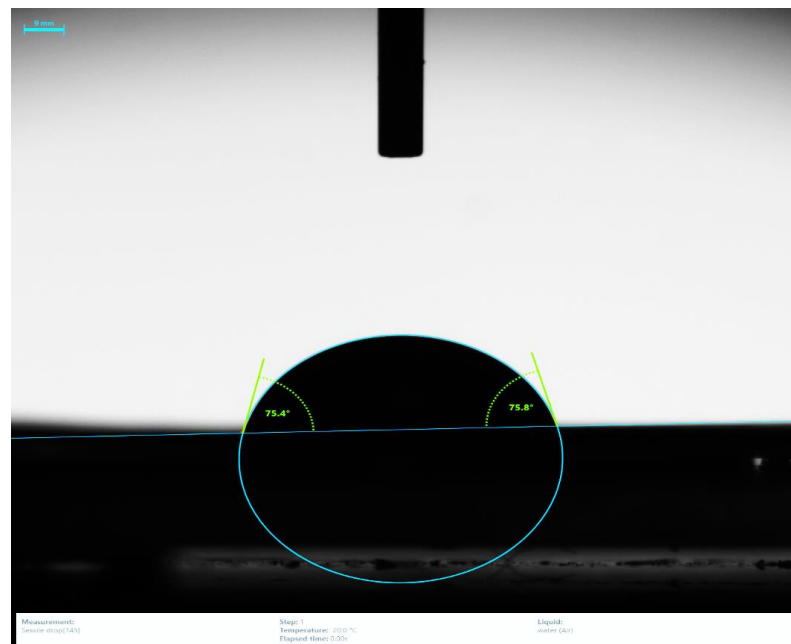 9 mm
75.4°
75.8°
Measurement:
Sessile drop(145)
Step: 1
Temperature: 20.0 °C
Elapsed time: 0.00s
Liquid:
water (Air)